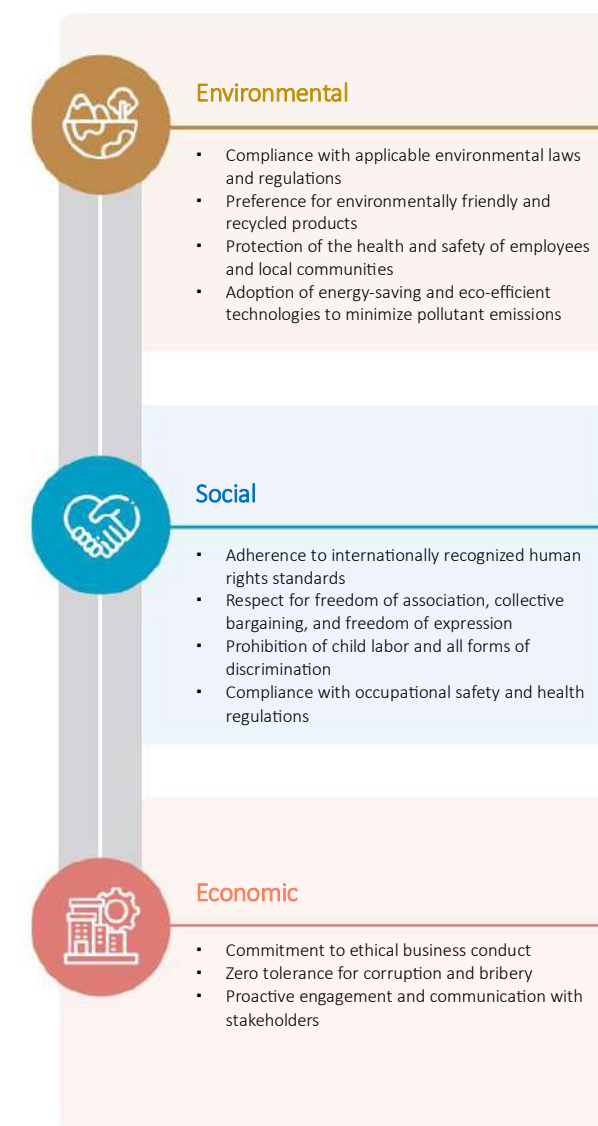 Environmental
▪ Compliance with applicable environmental laws
and regulations
▪ Preference for environmentally friendly and
recycled products
▪ Protection of the health and safety of employees
and local communities
▪ Adoption of energy-saving and eco-efficient
technologies to minimize pollutant emissions
Social
▪ Adherence to internationally recognized human
rights standards
▪ Respect for freedom of association, collective
bargaining, and freedom of expression
▪ Prohibition of child labor and all forms of
discrimination
▪ Compliance with occupational safety and health
regulations
Economic
▪ Commitment to ethical business conduct
▪ Zero tolerance for corruption and bribery
▪ Proactive engagement and communication with
stakeholders